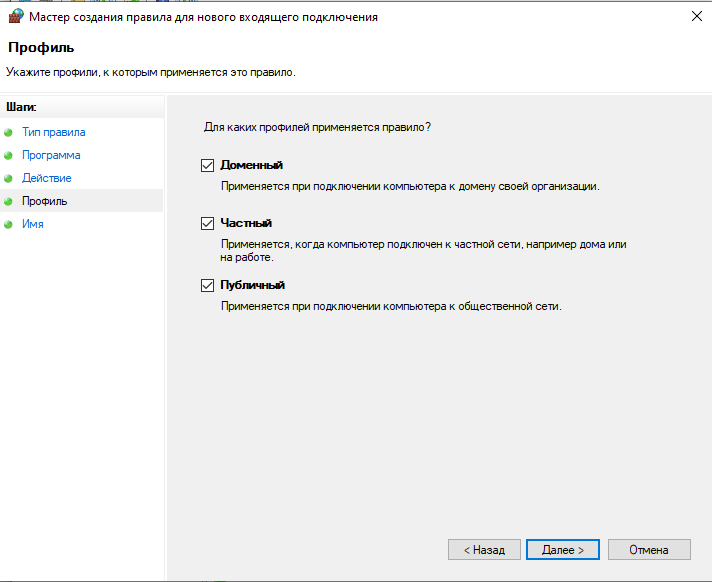 Мастер создания правила для нового входящего подключения
Профиль
Укажите профили, к которым применяется это правило.
Шаги:
Тип правила
Программа
Действие
Профиль
Имя
Для каких профилей применяется правило?
Доменный
Применяется при подключении компьютера к домену своей организации.
Частный
Применяется, когда компьютер подключен к частной сети, например дома или
на работе.
Публичный
Применяется при подключении компьютера к общественной сети.
< Назад
Далее >
Отмена